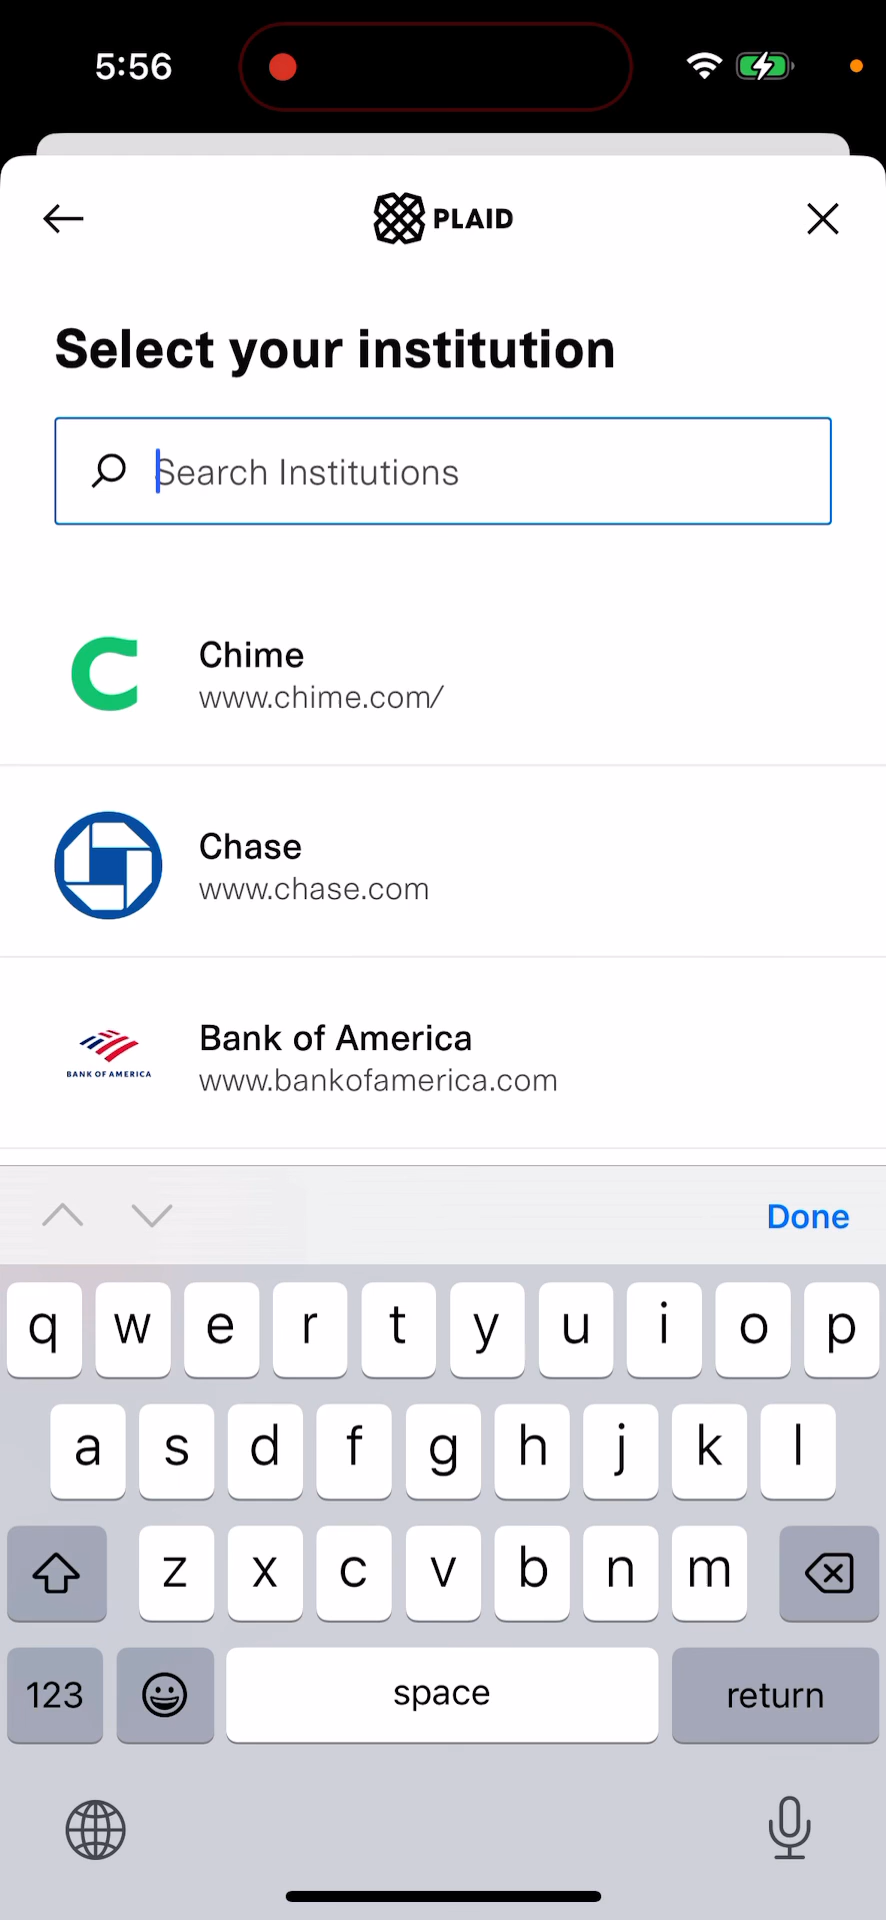 5:56
PLAID
Select your institution
Search Institutions
Chime
www.chime.com/
Chase
www.chase.com
BANK OF AMERICA
Bank of America
www.bankofamerica.com
Done
q w e r t y u i o p
a s d f g h j k l
z x c v b n m
123 space return